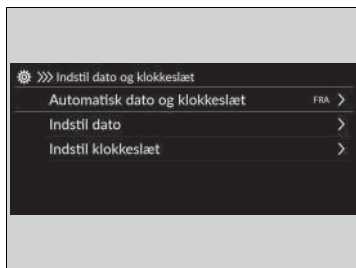 Indstil dato og klokkeslæt
Automatisk dato og klokkeslæt FRA
Indstil dato
Indstil klokkeslæt